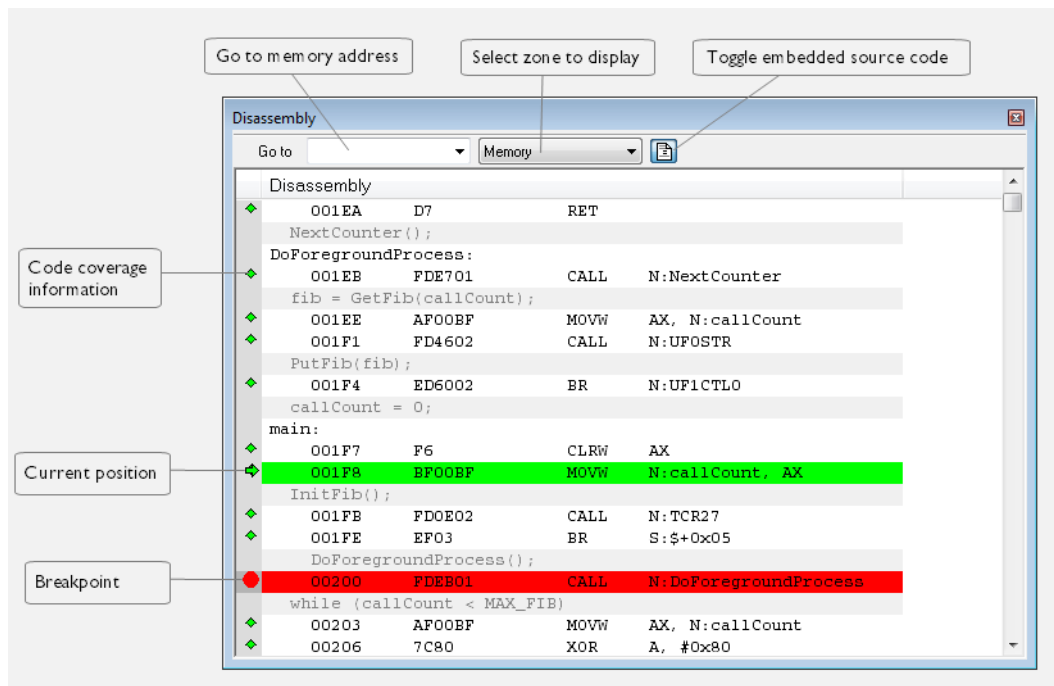 Go to memory address
Select zone to display
Toggle embedded source code
Disassembly
Go to
Memory
Disassembly
001EA D7 RET
NextCounter();
DoForegroundProcess:
Code coverage
information
001EB FDE701 CALL N:NextCounter
fib = GetFib(callCount);
001EE AF00BF MOVW AX, N:callCount
001F1 FD4602 CALL N:UF0STR
PutFib(fib);
001F4 ED6002 BR N:UF1CTL0
callCount = 0;
main:
001F7 F6 CLRW AX
Current position
001F8 BF00BF MOVW N:callCount, AX
InitFib();
001FB FD0E02 CALL N:TCR27
001FE EF03 BR S:$+0x05
DoForegroundProcess();
Breakpoint
00200 FDEB01 CALL N:DoForegroundProcess
while (callCount < MAX_FIB)
00203 AF00BF MOVW AX, N:callCount
00206 7C80 XOR A, #0x80